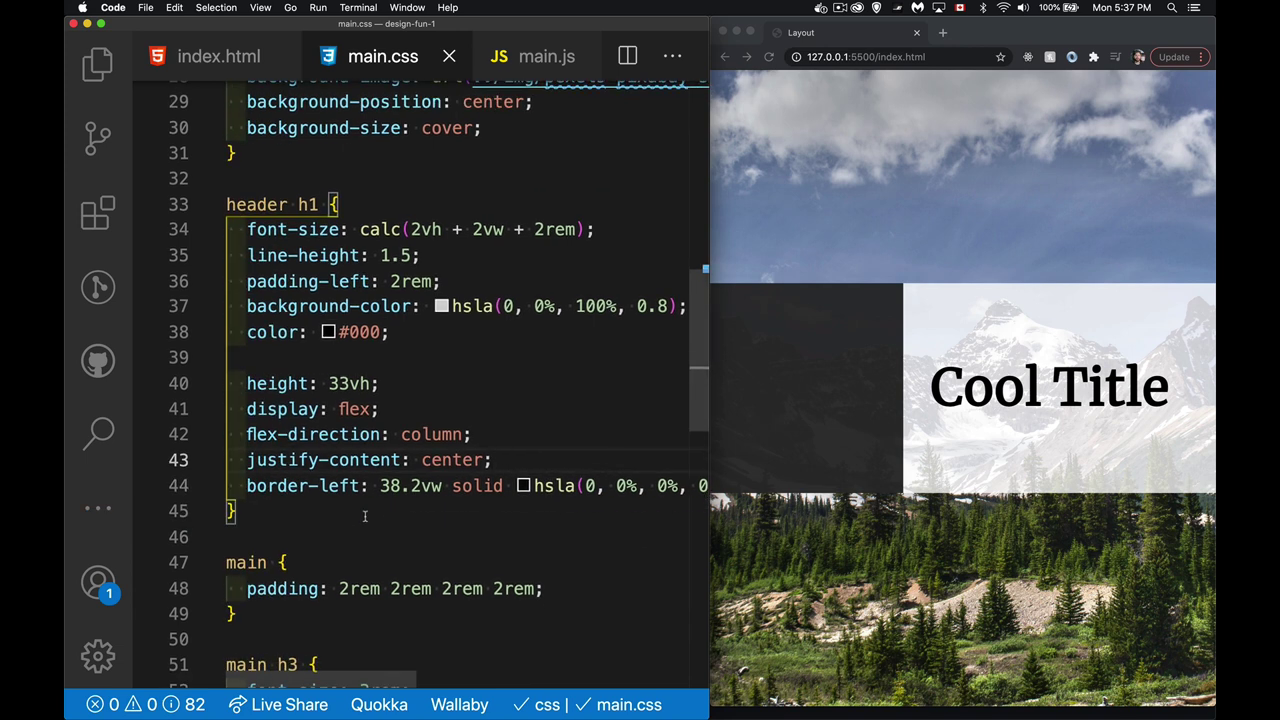 Code File Edit Selection View Go Run Terminal Window Help
100% Mon 5:37 PM
main.css — design-fun-1
index.html main.css JS main.js
Layout
127.0.0.1:5500/index.html Update
29 background-position: center;
30 background-size: cover;
31 }
32
33 header h1 {
34 font-size: calc(2vh + 2vw + 2rem);
35 line-height: 1.5;
36 padding-left: 2rem;
37 background-color: hsla(0, 0%, 100%, 0.8);
38 color: #000;
39
40 height: 33vh;
41 display: flex;
42 flex-direction: column;
43 justify-content: center;
44 border-left: 38.2vw solid hsla(0, 0%, 0%, 0
45 }
46
47 main {
48 padding: 2rem 2rem 2rem 2rem;
49 }
50
51 main h3 {
1
0 0 82 Live Share Quokka Wallaby css | main.css
Cool Title